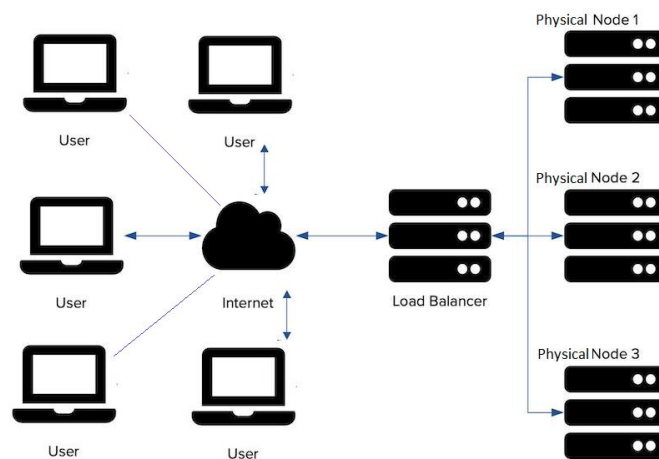 Physical Node 1
User
User
Physical Node 2
User
Internet
Load Balancer
Physical Node 3
User
User